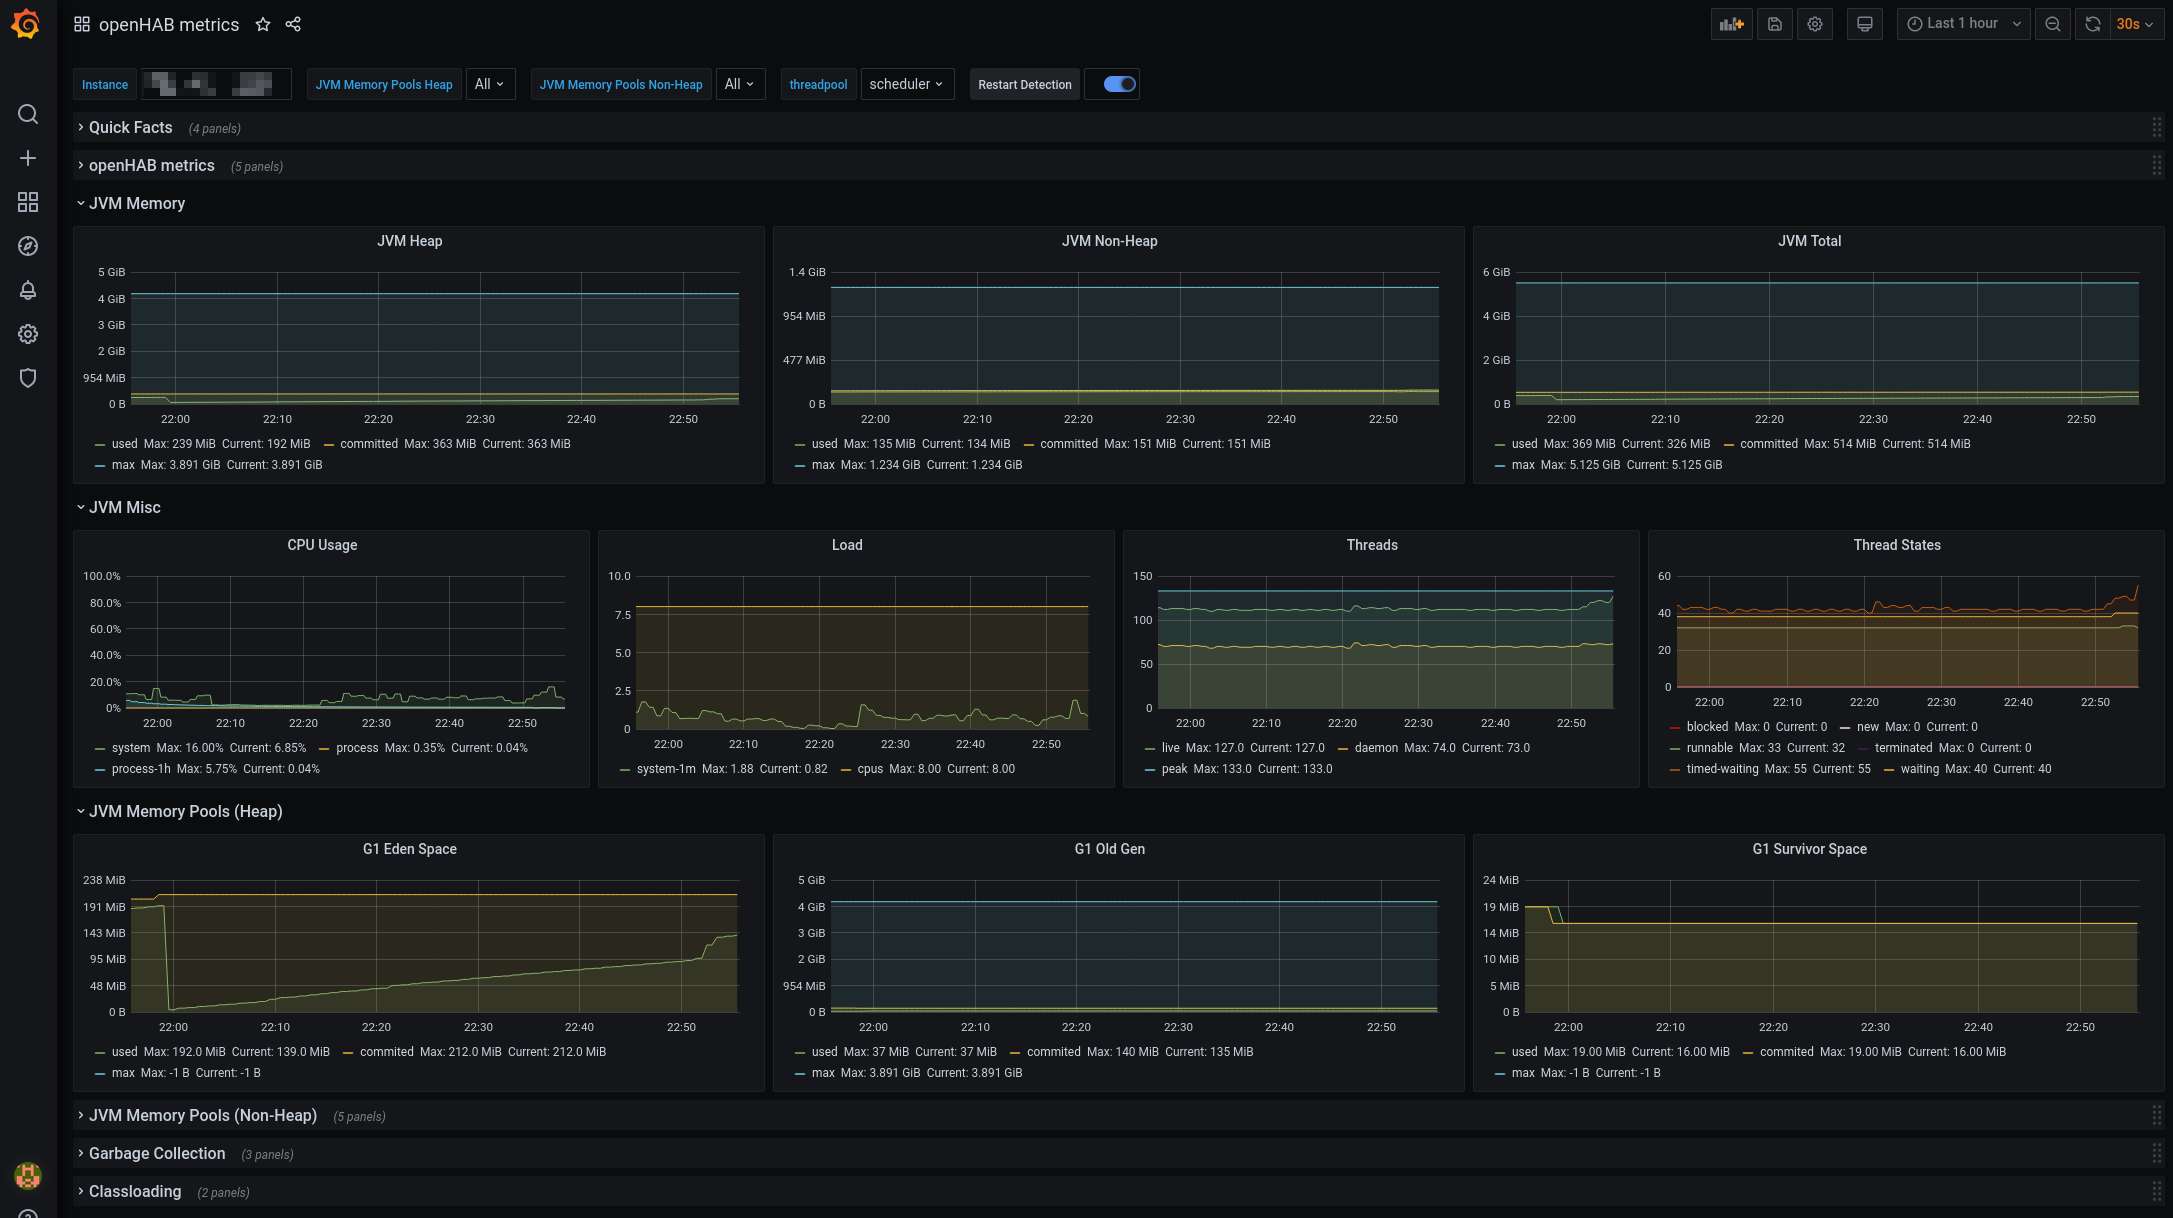 openHAB metrics
Last 1 hour
30s
Instance
JVM Memory Pools Heap All
JVM Memory Pools Non-Heap All
threadpool scheduler
Restart Detection
Quick Facts (4 panels)
openHAB metrics (5 panels)
JVM Memory
JVM Heap
5 GiB
4 GiB
3 GiB
2 GiB
954 MiB
0 B
22:00 22:10 22:20 22:30 22:40 22:50
used Max: 239 MiB Current: 192 MiB committed Max: 363 MiB Current: 363 MiB
max Max: 3.891 GiB Current: 3.891 GiB
JVM Non-Heap
1.4 GiB
954 MiB
477 MiB
0 B
22:00 22:10 22:20 22:30 22:40 22:50
used Max: 135 MiB Current: 134 MiB committed Max: 151 MiB Current: 151 MiB
max Max: 1.234 GiB Current: 1.234 GiB
JVM Total
6 GiB
4 GiB
2 GiB
0 B
22:00 22:10 22:20 22:30 22:40 22:50
used Max: 369 MiB Current: 326 MiB committed Max: 514 MiB Current: 514 MiB
max Max: 5.125 GiB Current: 5.125 GiB
JVM Misc
CPU Usage
100.0%
80.0%
60.0%
40.0%
20.0%
0%
22:00 22:10 22:20 22:30 22:40 22:50
system Max: 16.00% Current: 6.85% process Max: 0.35% Current: 0.04%
process-1h Max: 5.75% Current: 0.04%
Load
10.0
7.5
5.0
2.5
0
22:00 22:10 22:20 22:30 22:40 22:50
system-1m Max: 1.88 Current: 0.82 cpus Max: 8.00 Current: 8.00
Threads
150
100
50
0
22:00 22:10 22:20 22:30 22:40 22:50
live Max: 127.0 Current: 127.0 daemon Max: 74.0 Current: 73.0
peak Max: 133.0 Current: 133.0
Thread States
60
40
20
0
22:00 22:10 22:20 22:30 22:40 22:50
blocked Max: 0 Current: 0 new Max: 0 Current: 0
runnable Max: 33 Current: 32 terminated Max: 0 Current: 0
timed-waiting Max: 55 Current: 55 waiting Max: 40 Current: 40
JVM Memory Pools (Heap)
G1 Eden Space
238 MiB
191 MiB
143 MiB
95 MiB
48 MiB
0 B
22:00 22:10 22:20 22:30 22:40 22:50
used Max: 192.0 MiB Current: 139.0 MiB commited Max: 212.0 MiB Current: 212.0 MiB
max Max: -1 B Current: -1 B
G1 Old Gen
5 GiB
4 GiB
3 GiB
2 GiB
954 MiB
0 B
22:00 22:10 22:20 22:30 22:40 22:50
used Max: 37 MiB Current: 37 MiB commited Max: 140 MiB Current: 135 MiB
max Max: 3.891 GiB Current: 3.891 GiB
G1 Survivor Space
24 MiB
19 MiB
14 MiB
10 MiB
5 MiB
0 B
22:00 22:10 22:20 22:30 22:40 22:50
used Max: 19.00 MiB Current: 16.00 MiB commited Max: 19.00 MiB Current: 16.00 MiB
max Max: -1 B Current: -1 B
JVM Memory Pools (Non-Heap) (5 panels)
Garbage Collection (3 panels)
Classloading (2 panels)